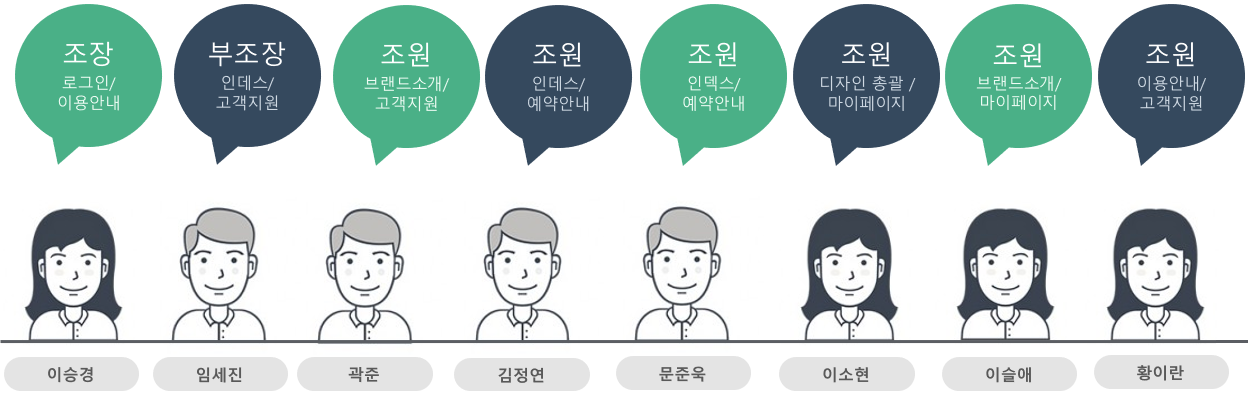 조장
로그인/
이용안내
부조장
인데스/
고객지원
조원
브랜드소개/
고객지원
조원
인데스/
예약안내
조원
인덱스/
예약안내
조원
디자인 총괄 /
마이페이지
조원
브랜드소개/
마이페이지
조원
이용안내/
고객지원
이승경
임세진
곽준
김정연
문준욱
이소현
이슬애
황이란